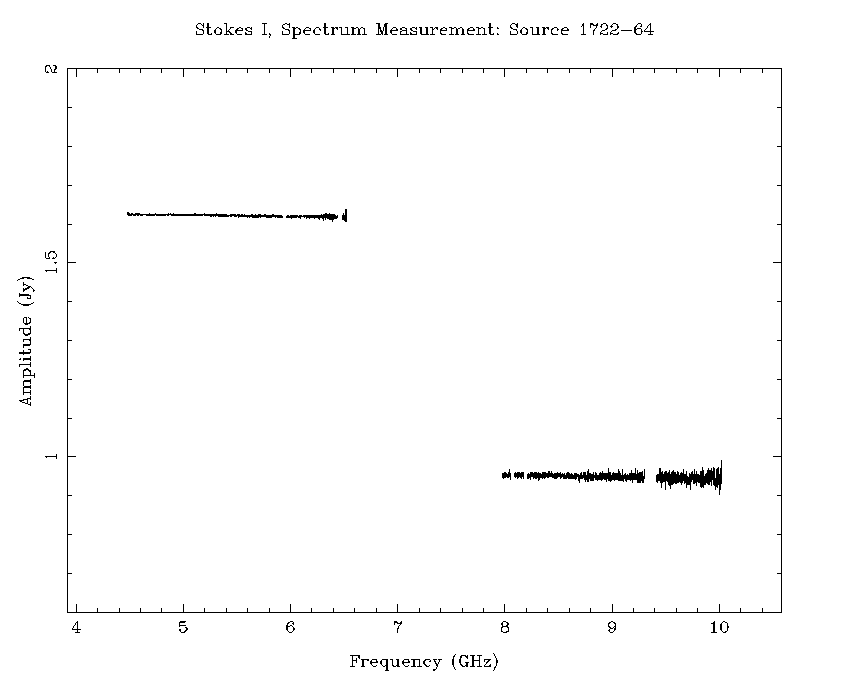 Stokes I, Spectrum Measurement: Source 1722−64
2
1.5
1
Amplitude (Jy)
4 5 6 7 8 9 10
Frequency (GHz)